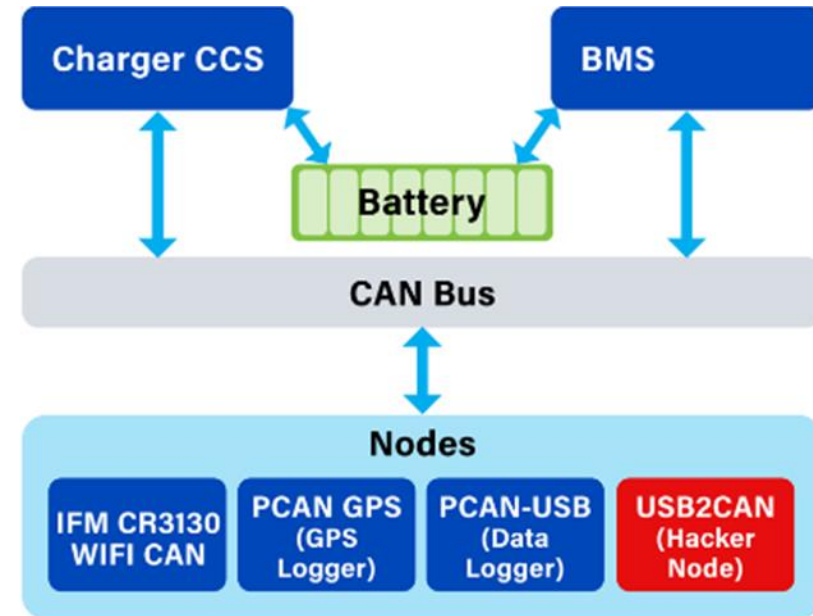 Charger CCS
BMS
Battery
CAN Bus
Nodes
IFM CR3130
WIFI CAN
PCAN GPS
(GPS
Logger)
PCAN-USB
(Data
Logger)
USB2CAN
(Hacker
Node)